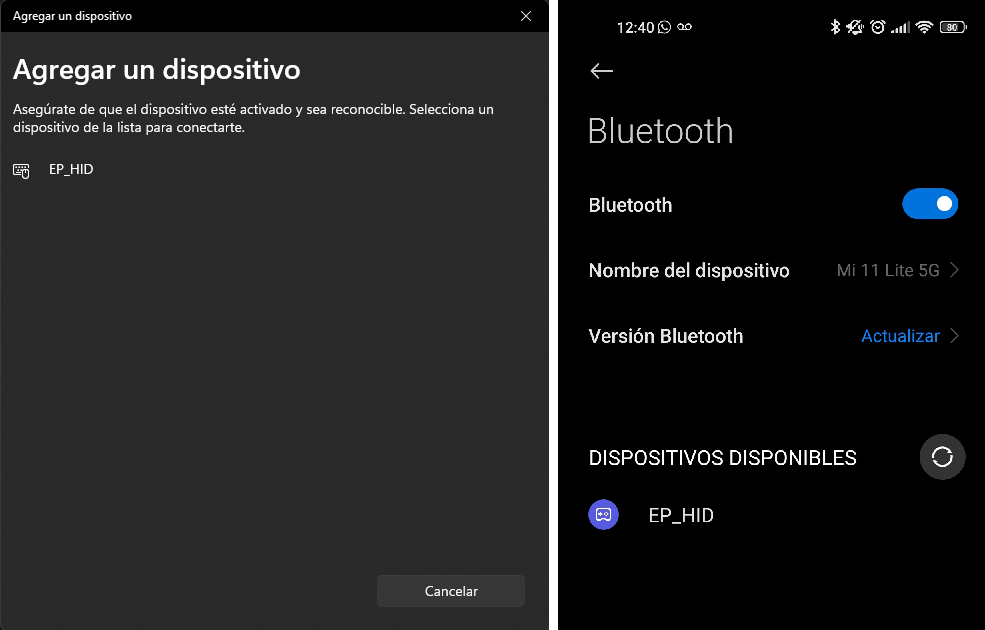 Agregar un dispositivo
Agregar un dispositivo
Asegúrate de que el dispositivo esté activado y sea reconocible. Selecciona un
dispositivo de la lista para conectarte.
EP_HID
Cancelar
12:40
80
Bluetooth
Bluetooth
Nombre del dispositivo Mi 11 Lite 5G
Versión Bluetooth Actualizar
DISPOSITIVOS DISPONIBLES
EP_HID